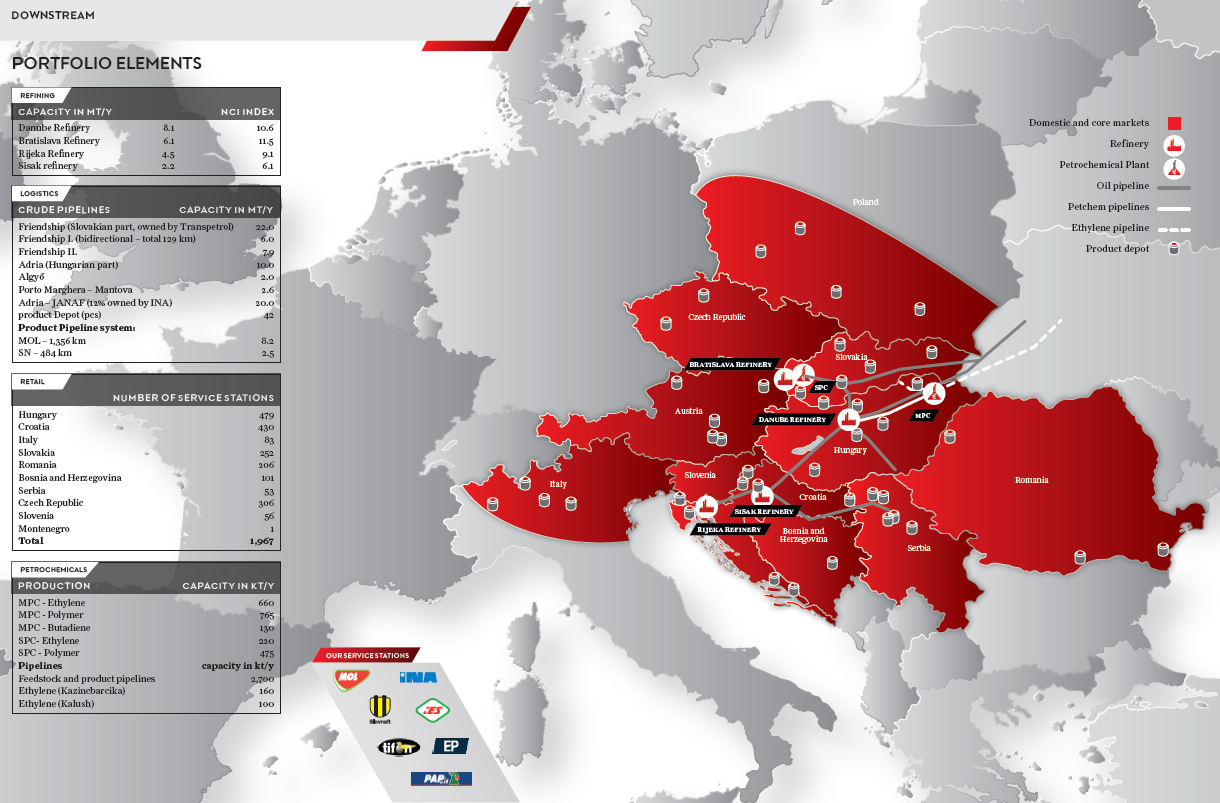 DOWNSTREAM
PORTFOLIO ELEMENTS
REFINING
CAPACITY IN MT/Y NCI INDEX
Danube Refinery 8.1 10.6
Bratislava Refinery 6.1 11.5
Rijeka Refinery 4.5 9.1
Sisak refinery 2.2 6.1
LOGISTICS
CRUDE PIPELINES CAPACITY IN MT/Y
Friendship (Slovakian part, owned by Transpetrol) 22.0
Friendship I. (bidirectional – total 129 km) 6.0
Friendship II. 7.9
Adria (Hungarian part) 10.0
Algyő 2.0
Porto Marghera – Mantova 2.6
Adria – JANAF (12% owned by INA) 20.0
product Depot (pcs) 42
Product Pipeline system:
MOL – 1,356 km 8.2
SN – 484 km 2.5
RETAIL
NUMBER OF SERVICE STATIONS
Hungary 479
Croatia 430
Italy 83
Slovakia 252
Romania 206
Bosnia and Herzegovina 101
Serbia 53
Czech Republic 306
Slovenia 56
Montenegro 1
Total 1,967
PETROCHEMICALS
PRODUCTION CAPACITY IN KT/Y
MPC - Ethylene 660
MPC - Polymer 765
MPC - Butadiene 130
SPC- Ethylene 220
SPC - Polymer 475
Pipelines capacity in kt/y
Feedstock and product pipelines 2,700
Ethylene (Kazincbarcika) 160
Ethylene (Kalush) 100
Domestic and core markets
Refinery
Petrochemical Plant
Oil pipeline
Petchem pipelines
Ethylene pipeline
Product depot
Poland
Czech Republic
Slovakia
BRATISLAVA REFINERY
SPC
MPC
Austria
DANUBE REFINERY
Hungary
Slovenia
Italy
Romania
Croatia
SISAK REFINERY
RIJEKA REFINERY
Bosnia and
Herzegovina
Serbia
OUR SERVICE STATIONS
MOL INA
Slovnaft IES
tifon EP
PAP oil